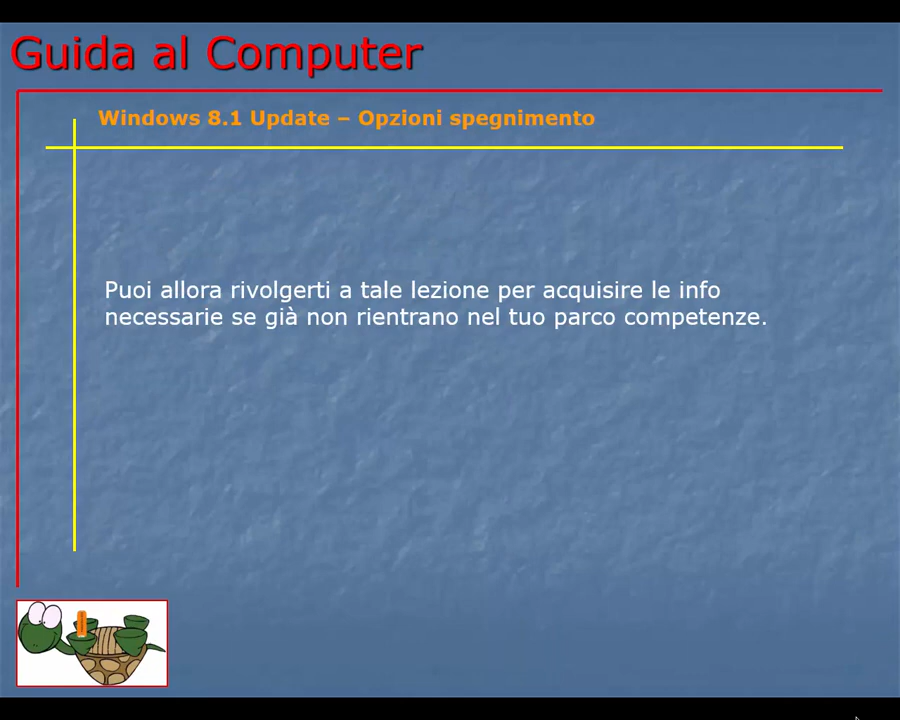 Guida al Computer
Windows 8.1 Update – Opzioni spegnimento
Puoi allora rivolgerti a tale lezione per acquisire le info
necessarie se già non rientrano nel tuo parco competenze.